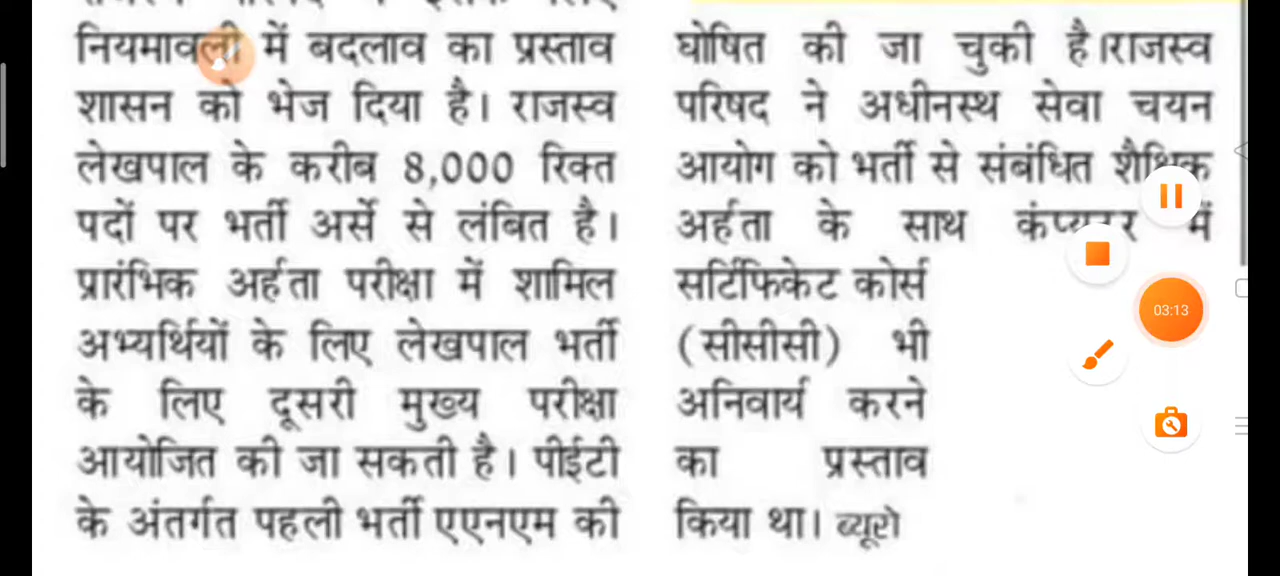 नियमावली में बदलाव का प्रस्ताव
शासन को भेज दिया है। राजस्व
लेखपाल के करीब 8,000 रिक्त
पदों पर भर्ती अर्से से लंबित है।
प्रारंभिक अर्हता परीक्षा में शामिल
अभ्यर्थियों के लिए लेखपाल भर्ती
के लिए दूसरी मुख्य परीक्षा
आयोजित की जा सकती है। पीईटी
के अंतर्गत पहली भर्ती एएनएम की
घोषित की जा चुकी है।राजस्व
परिषद ने अधीनस्थ सेवा चयन
आयोग को भर्ती से संबंधित शैक्षिक
अर्हता के साथ कंप्यूटर में
सर्टिफिकेट कोर्स
(सीसीसी) भी
अनिवार्य करने
का प्रस्ताव
किया था। ब्यूरो
03:13